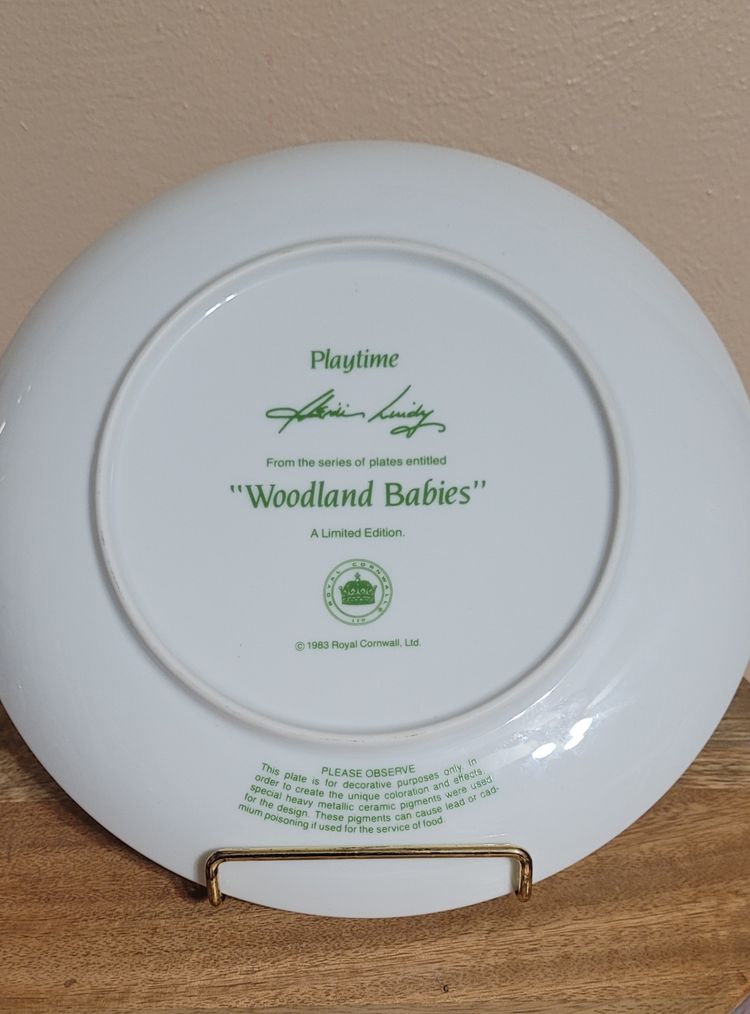 Playtime
From the series of plates entitled
"Woodland Babies"
A Limited Edition.
ROYAL CORNWALL
LTD
© 1983 Royal Cornwall, Ltd.
PLEASE OBSERVE
This plate is for decorative purposes only. In
order to create the unique coloration and effects,
special heavy metallic ceramic pigments were used
for the design. These pigments can cause lead or cad-
mium poisoning if used for the service of food.